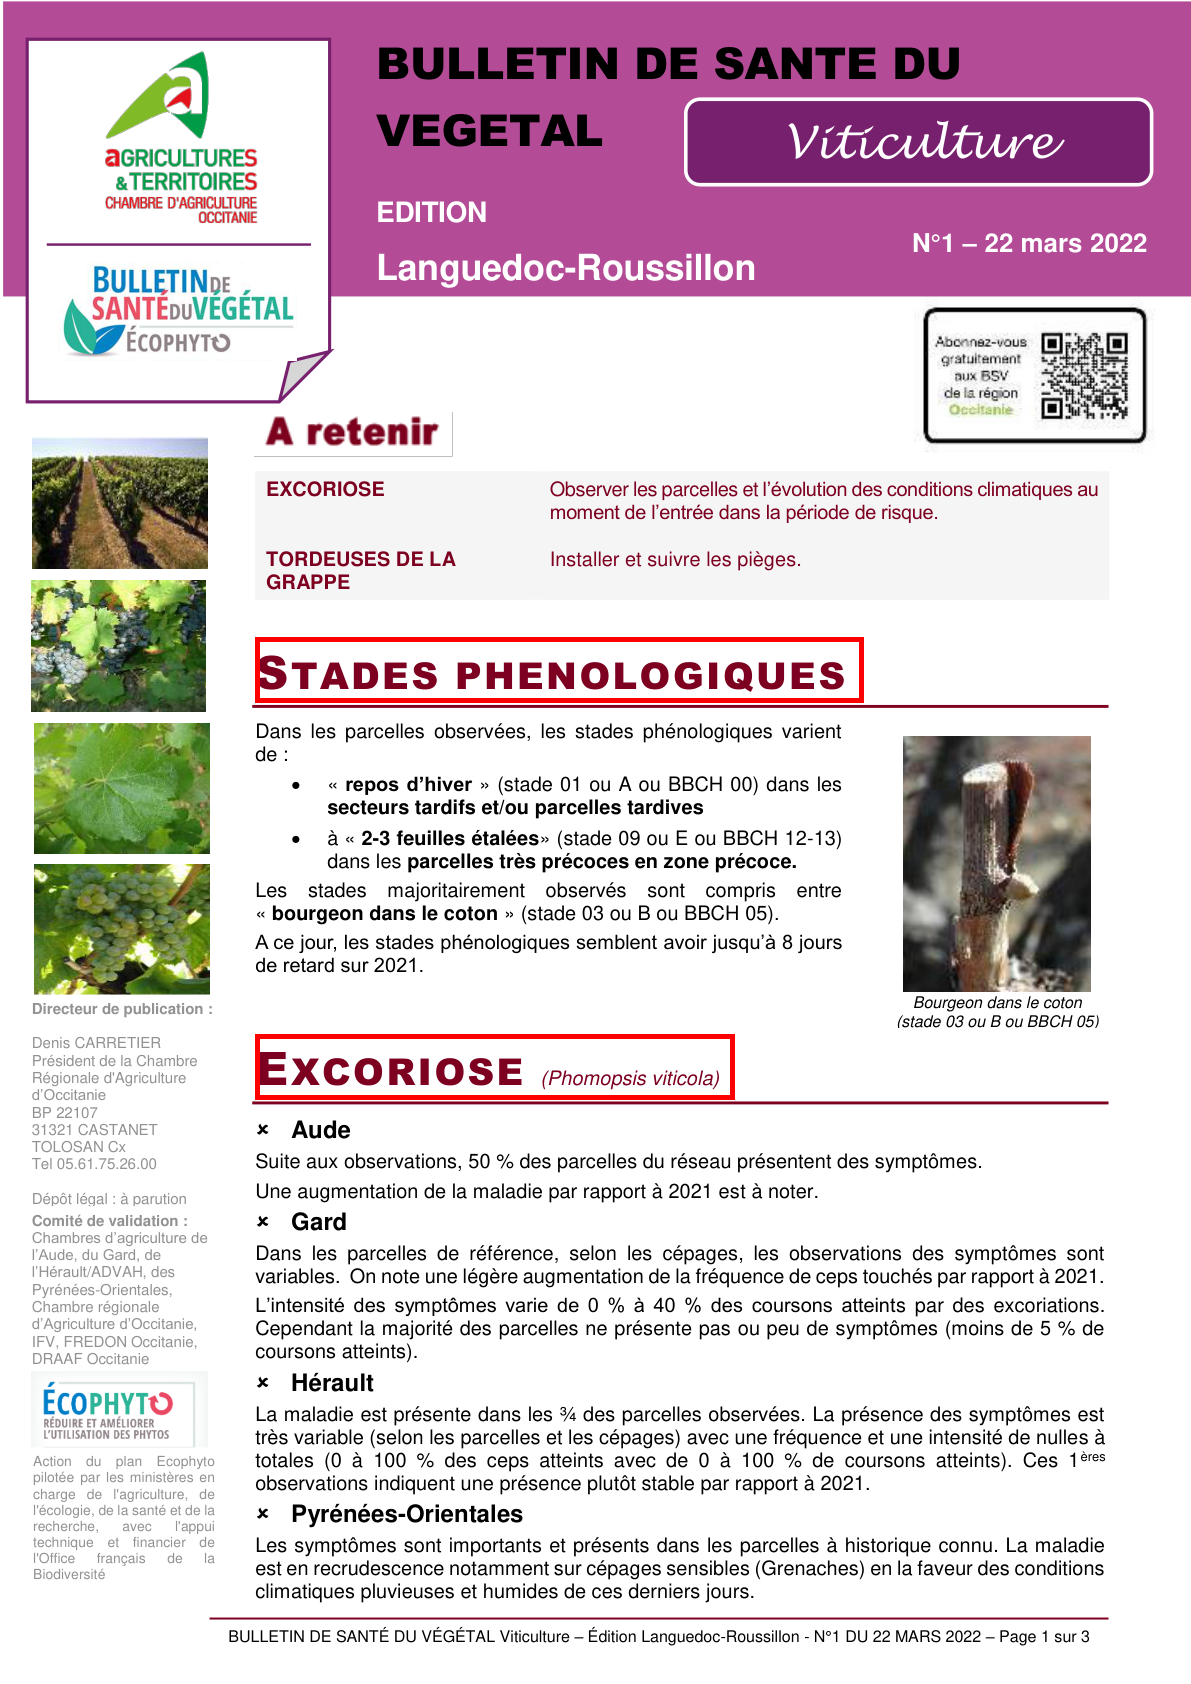 BULLETIN DE SANTE DU
VEGETAL
Viticulture
EDITION
Languedoc-Roussillon
N°1 – 22 mars 2022
aGRICULTURES
& TERRITOIRES
CHAMBRE D'AGRICULTURE
OCCITANIE
BULLETIN DE
SANTÉ DU VÉGÉTAL
ÉCOPHYTO
Abonnez-vous
gratuitement
aux BSV
de la région
Occitanie
A retenir
EXCORIOSE
Observer les parcelles et l’évolution des conditions climatiques au
moment de l’entrée dans la période de risque.
TORDEUSES DE LA
GRAPPE
Installer et suivre les pièges.
STADES PHENOLOGIQUES
Dans les parcelles observées, les stades phénologiques varient
de :
• « repos d’hiver » (stade 01 ou A ou BBCH 00) dans les
secteurs tardifs et/ou parcelles tardives
• à « 2-3 feuilles étalées» (stade 09 ou E ou BBCH 12-13)
dans les parcelles très précoces en zone précoce.
Les stades majoritairement observés sont compris entre
« bourgeon dans le coton » (stade 03 ou B ou BBCH 05).
A ce jour, les stades phénologiques semblent avoir jusqu’à 8 jours
de retard sur 2021.
Bourgeon dans le coton
(stade 03 ou B ou BBCH 05)
EXCORIOSE (Phomopsis viticola)
Aude
Suite aux observations, 50 % des parcelles du réseau présentent des symptômes.
Une augmentation de la maladie par rapport à 2021 est à noter.
Gard
Dans les parcelles de référence, selon les cépages, les observations des symptômes sont
variables. On note une légère augmentation de la fréquence de ceps touchés par rapport à 2021.
L’intensité des symptômes varie de 0 % à 40 % des coursons atteints par des excoriations.
Cependant la majorité des parcelles ne présente pas ou peu de symptômes (moins de 5 % de
coursons atteints).
Hérault
La maladie est présente dans les ¾ des parcelles observées. La présence des symptômes est
très variable (selon les parcelles et les cépages) avec une fréquence et une intensité de nulles à
totales (0 à 100 % des ceps atteints avec de 0 à 100 % de coursons atteints). Ces 1ères
observations indiquent une présence plutôt stable par rapport à 2021.
Pyrénées-Orientales
Les symptômes sont importants et présents dans les parcelles à historique connu. La maladie
est en recrudescence notamment sur cépages sensibles (Grenaches) en la faveur des conditions
climatiques pluvieuses et humides de ces derniers jours.
Directeur de publication :
Denis CARRETIER
Président de la Chambre
Régionale d'Agriculture
d’Occitanie
BP 22107
31321 CASTANET
TOLOSAN Cx
Tel 05.61.75.26.00
Dépôt légal : à parution
Comité de validation :
Chambres d’agriculture de
l’Aude, du Gard, de
l’Hérault/ADVAH, des
Pyrénées-Orientales,
Chambre régionale
d’Agriculture d’Occitanie,
IFV, FREDON Occitanie,
DRAAF Occitanie
ÉCOPHYTO
RÉDUIRE ET AMÉLIORER
L'UTILISATION DES PHYTOS
Action du plan Ecophyto
pilotée par les ministères en
charge de l'agriculture, de
l'écologie, de la santé et de la
recherche, avec l'appui
technique et financier de
l'Office français de la
Biodiversité
BULLETIN DE SANTÉ DU VÉGÉTAL Viticulture – Édition Languedoc-Roussillon - N°1 DU 22 MARS 2022 – Page 1 sur 3